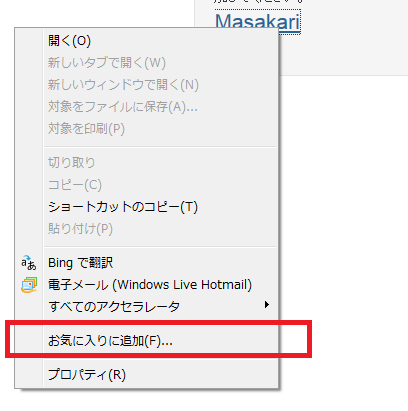 Masakari
開く(O)
新しいタブで開く(W)
新しいウィンドウで開く(N)
対象をファイルに保存(A)...
対象を印刷(P)
切り取り
コピー(C)
ショートカットのコピー(T)
貼り付け(P)
Bing で翻訳
電子メール (Windows Live Hotmail)
すべてのアクセラレータ
お気に入りに追加(F)...
プロパティ(R)